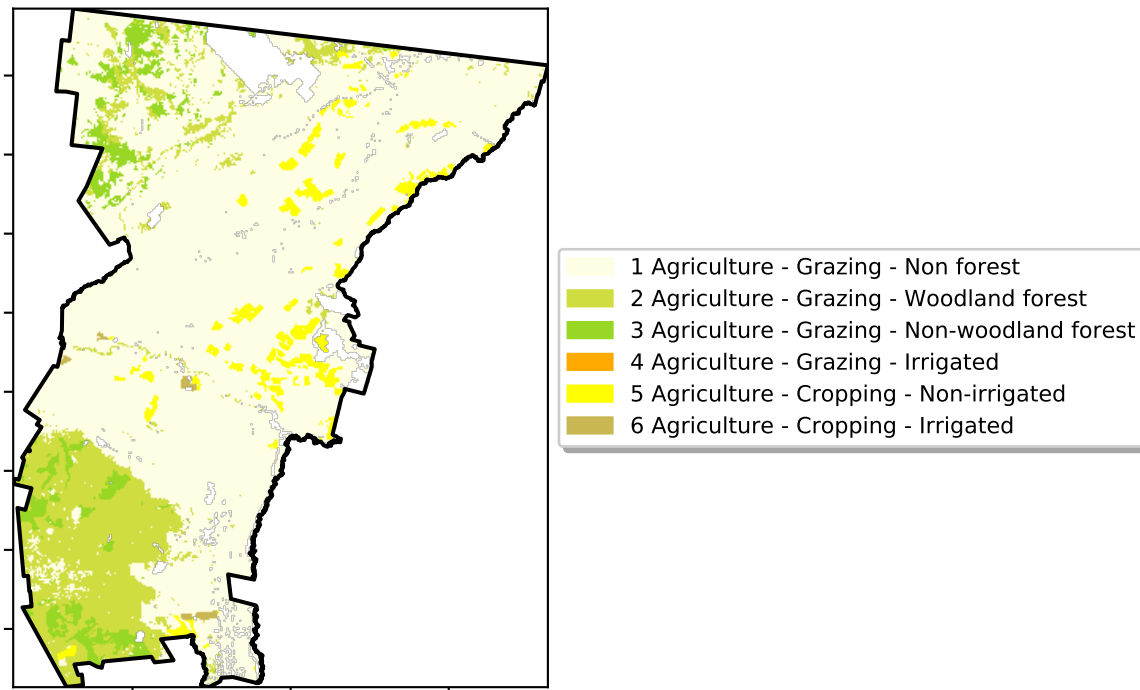 1 Agriculture - Grazing - Non forest
2 Agriculture - Grazing - Woodland forest
3 Agriculture - Grazing - Non-woodland forest
4 Agriculture - Grazing - Irrigated
5 Agriculture - Cropping - Non-irrigated
6 Agriculture - Cropping - Irrigated